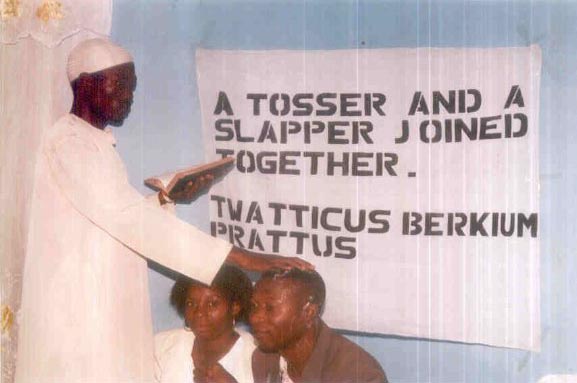 A TOSSER AND A
SLAPPER JOINED
TOGETHER.
TWATTICUS BERKIUM
PRATTUS